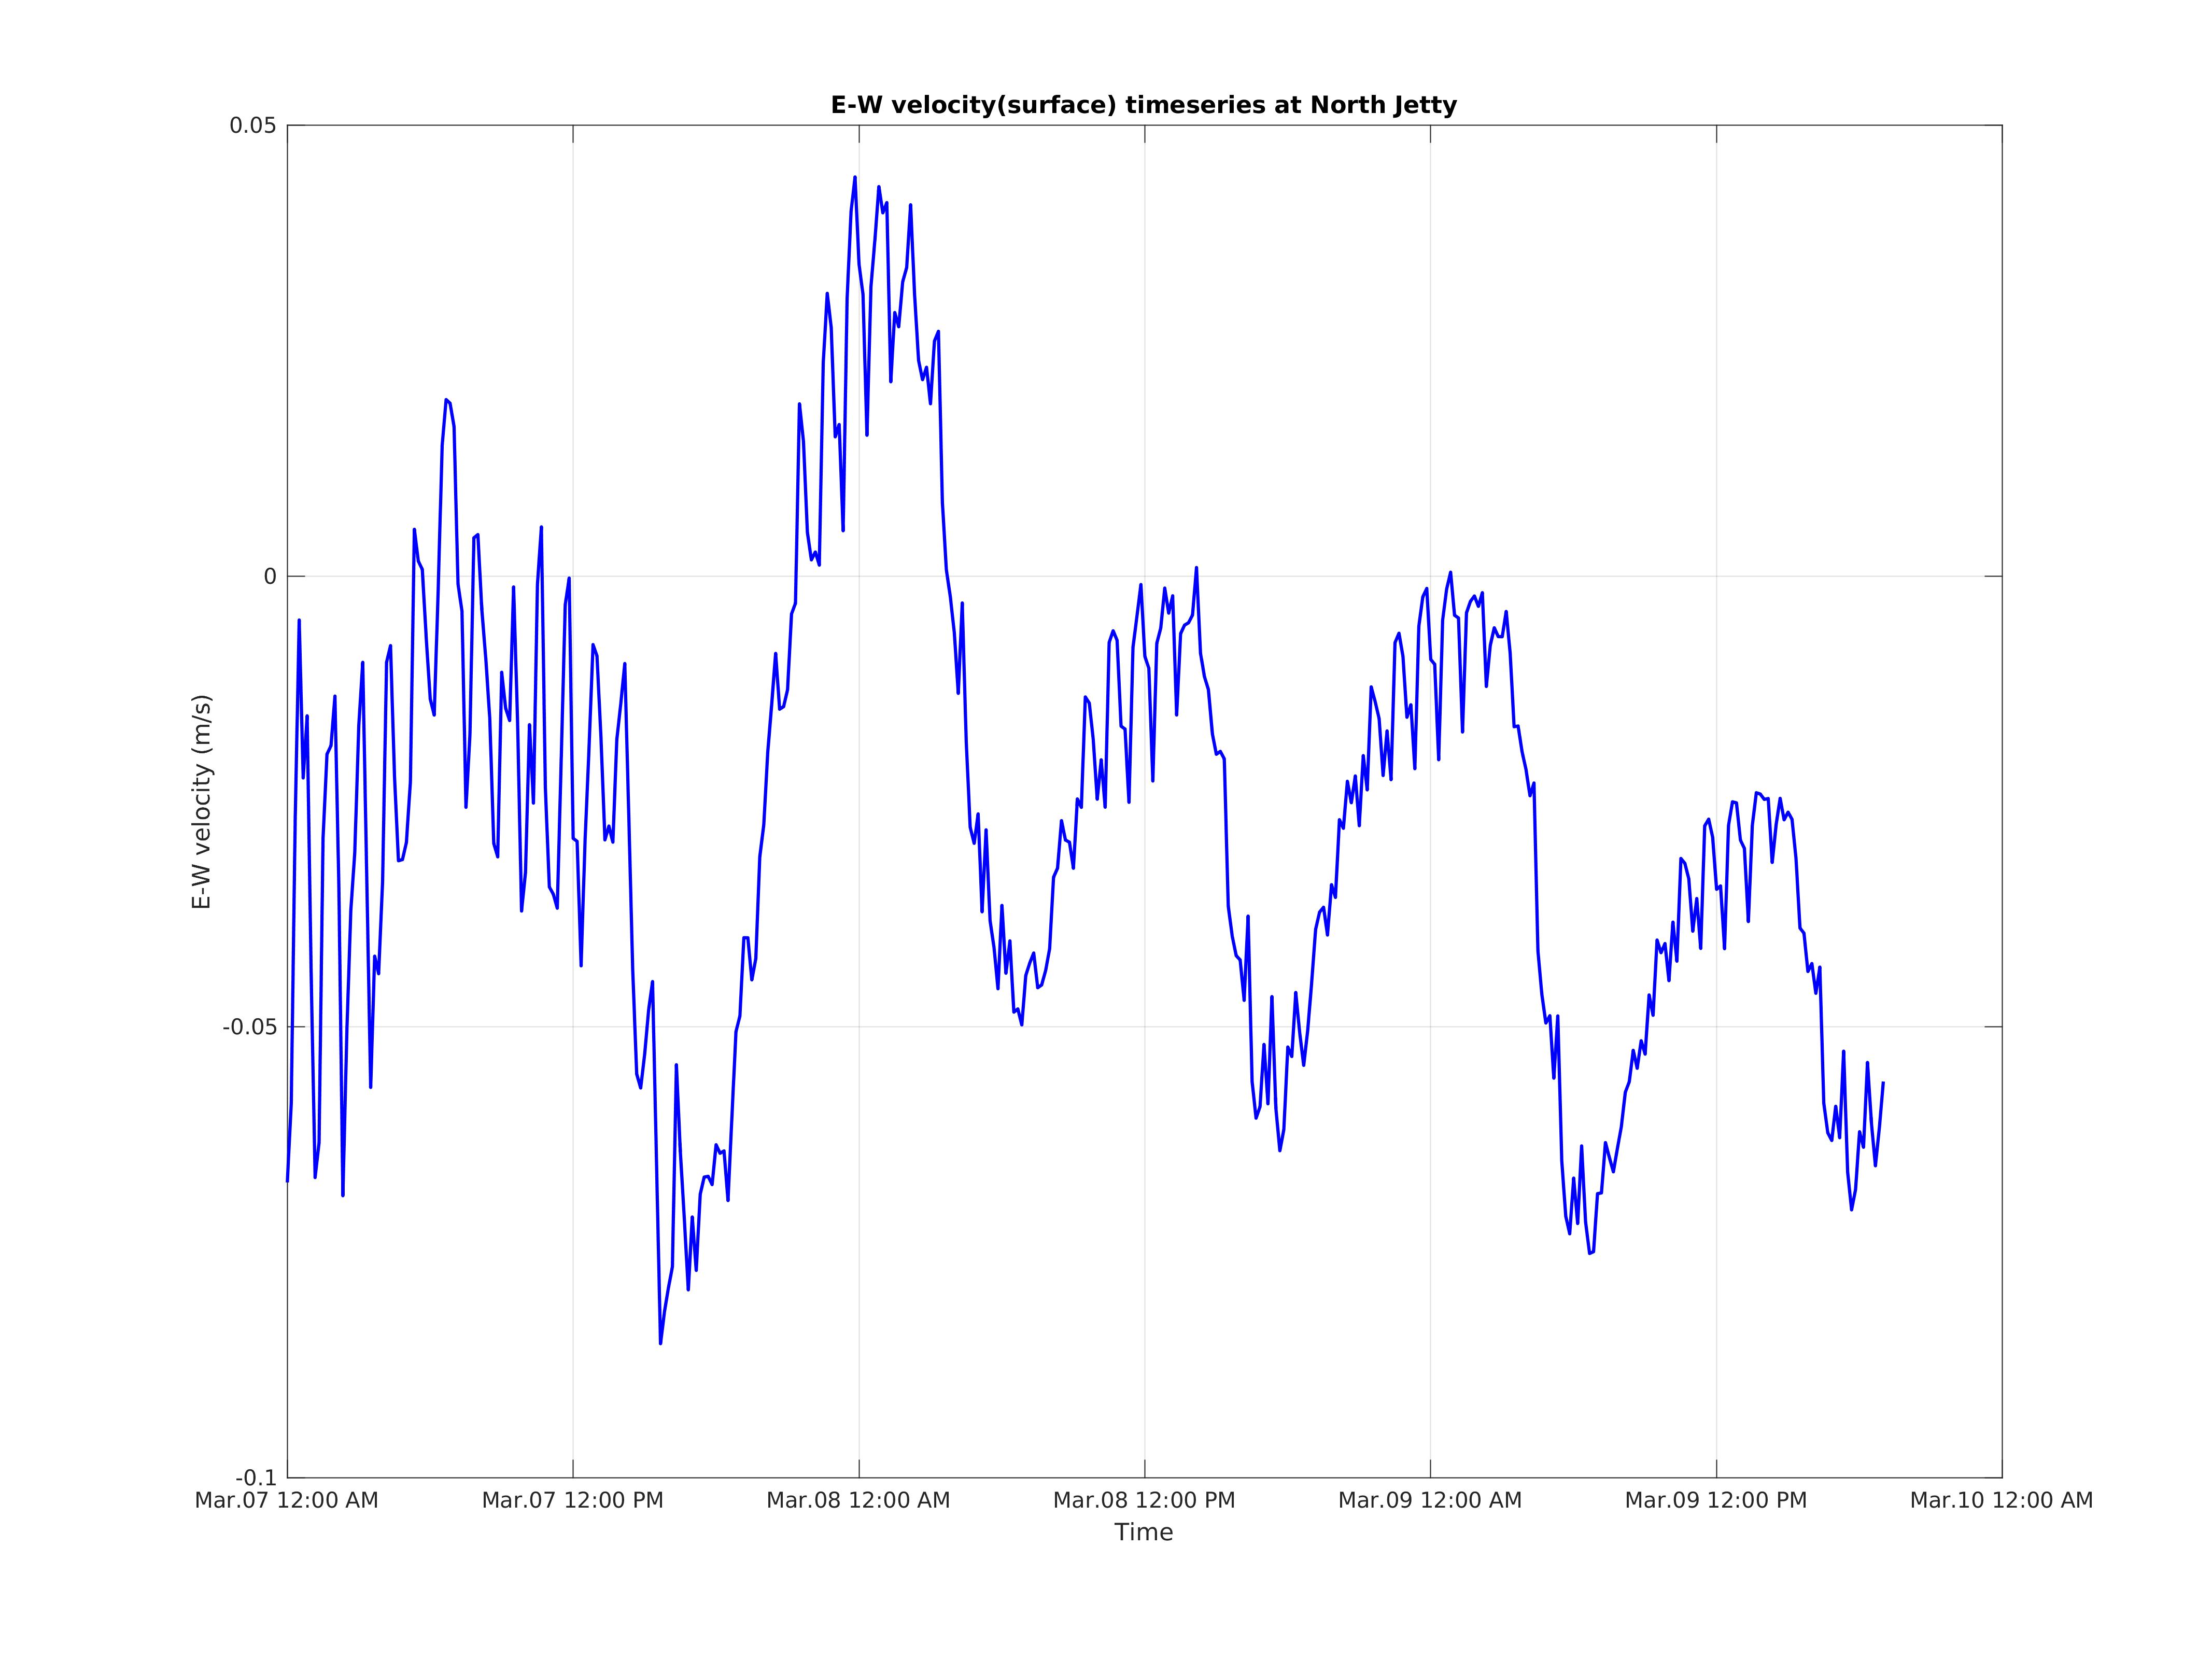 E-W velocity(surface) timeseries at North Jetty
0.05
0
-0.05
-0.1
E-W velocity (m/s)
Mar.07 12:00 AM
Mar.07 12:00 PM
Mar.08 12:00 AM
Mar.08 12:00 PM
Mar.09 12:00 AM
Mar.09 12:00 PM
Mar.10 12:00 AM
Time